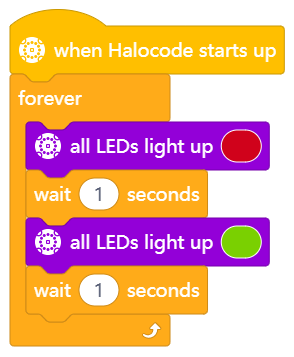 when Halocode starts up
forever
all LEDs light up
wait 1 seconds
all LEDs light up
wait 1 seconds